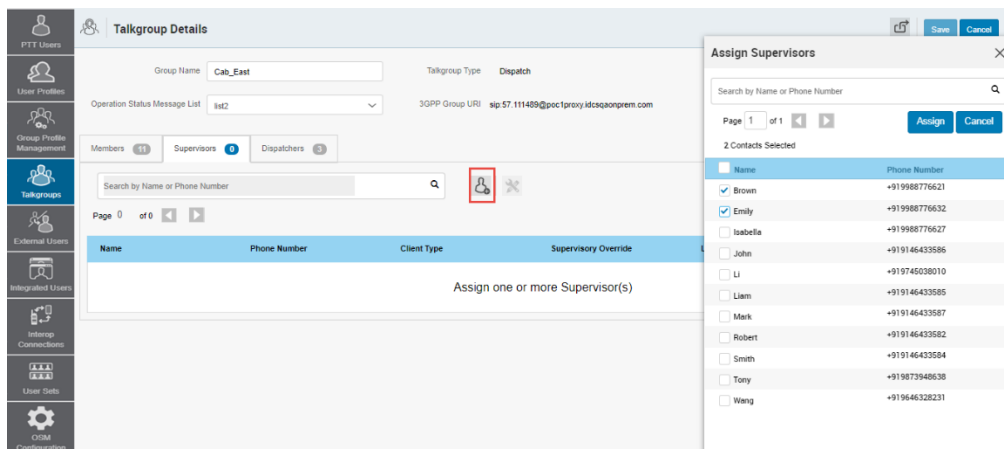 PTT Users
User Profiles
Group Profile
Management
Talkgroups
External Users
Integrated Users
Interop
Connections
User Sets
OSM
Configuration
Talkgroup Details
Save
Cancel
Group Name
Cab_East
Talkgroup Type
Dispatch
Operation Status Message List
list2
3GPP Group URI
sip:57.111489@poc1proxy.idcsqaonprem.com
Members 11
Supervisors 0
Dispatchers 3
Search by Name or Phone Number
Page 0 of 0
Name Phone Number Client Type Supervisory Override
Assign one or more Supervisor(s)
Assign Supervisors
Search by Name or Phone Number
Page 1 of 1
Assign
Cancel
2 Contacts Selected
Name Phone Number
Brown +919988776621
Emily +919988776632
Isabella +919988776627
John +919146433586
Li +919745038010
Liam +919146433585
Mark +919146433587
Robert +919146433582
Smith +919146433584
Tony +919873948638
Wang +919646328231